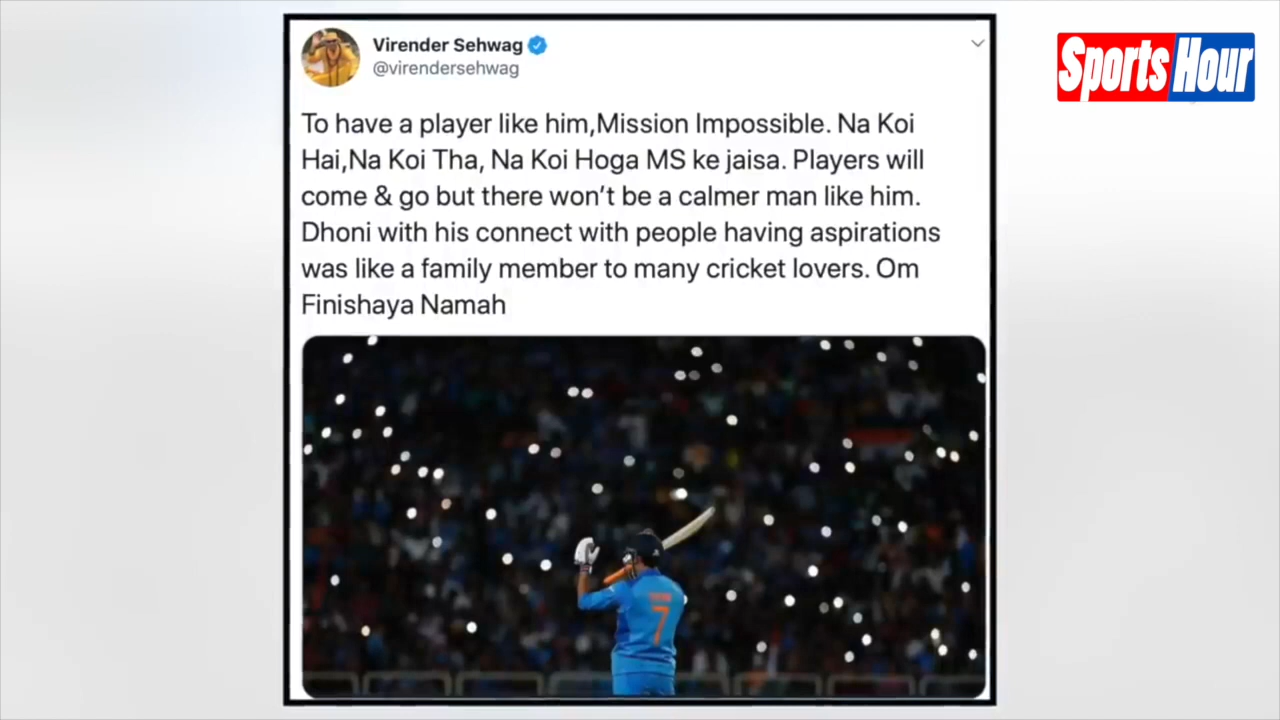 Virender Sehwag
@virendersehwag
Sports Hour
To have a player like him,Mission Impossible. Na Koi
Hai,Na Koi Tha, Na Koi Hoga MS ke jaisa. Players will
come & go but there won’t be a calmer man like him.
Dhoni with his connect with people having aspirations
was like a family member to many cricket lovers. Om
Finishaya Namah
7